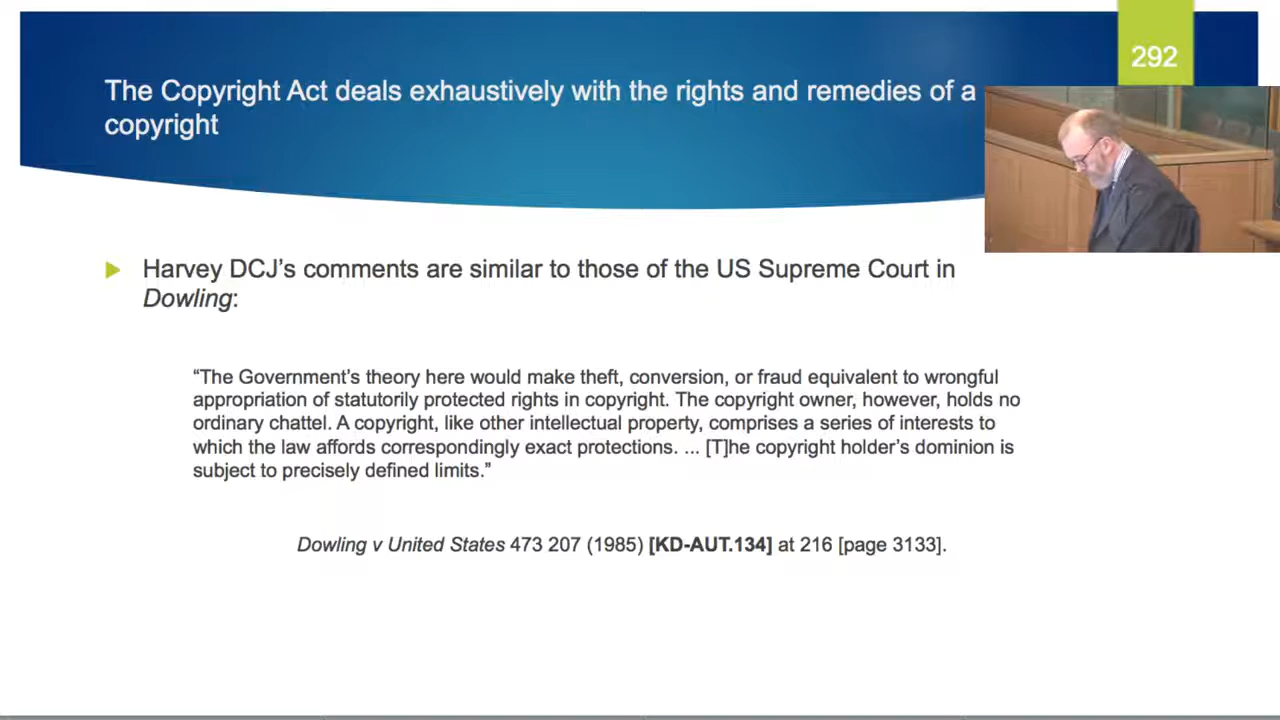 292
The Copyright Act deals exhaustively with the rights and remedies of a
copyright
Harvey DCJ’s comments are similar to those of the US Supreme Court in
Dowling:
“The Government’s theory here would make theft, conversion, or fraud equivalent to wrongful
appropriation of statutorily protected rights in copyright. The copyright owner, however, holds no
ordinary chattel. A copyright, like other intellectual property, comprises a series of interests to
which the law affords correspondingly exact protections. ... [T]he copyright holder’s dominion is
subject to precisely defined limits.”
Dowling v United States 473 207 (1985) [KD-AUT.134] at 216 [page 3133].